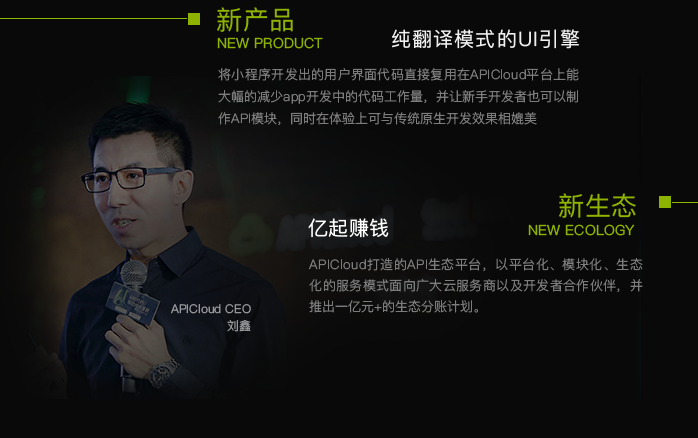 新产品
NEW PRODUCT
纯翻译模式的UI引擎
将小程序开发出的用户界面代码直接复用在APICloud平台上能
大幅的减少app开发中的代码工作量，并让新手开发者也可以制
作API模块，同时在体验上可与传统原生开发效果相媲美
新生态
NEW ECOLOGY
亿起赚钱
APICloud打造的API生态平台，以平台化、模块化、生态
化的服务模式面向广大云服务商以及开发者合作伙伴，并
推出一亿元+的生态分账计划。
APICloud CEO
刘鑫